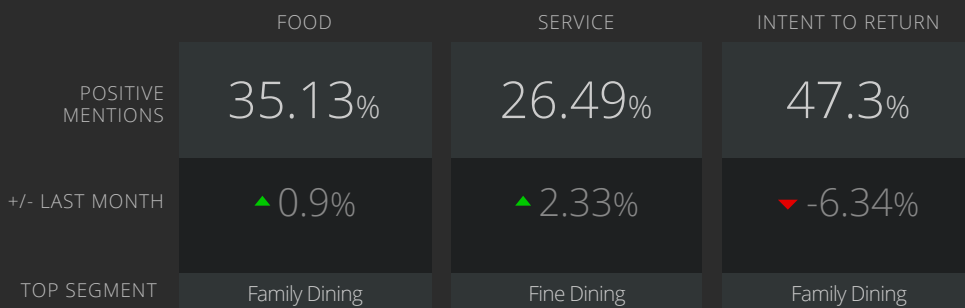 FOOD SERVICE INTENT TO RETURN
POSITIVE
MENTIONS
35.13% 26.49% 47.3%
+/- LAST MONTH 0.9% 2.33% -6.34%
TOP SEGMENT Family Dining Fine Dining Family Dining